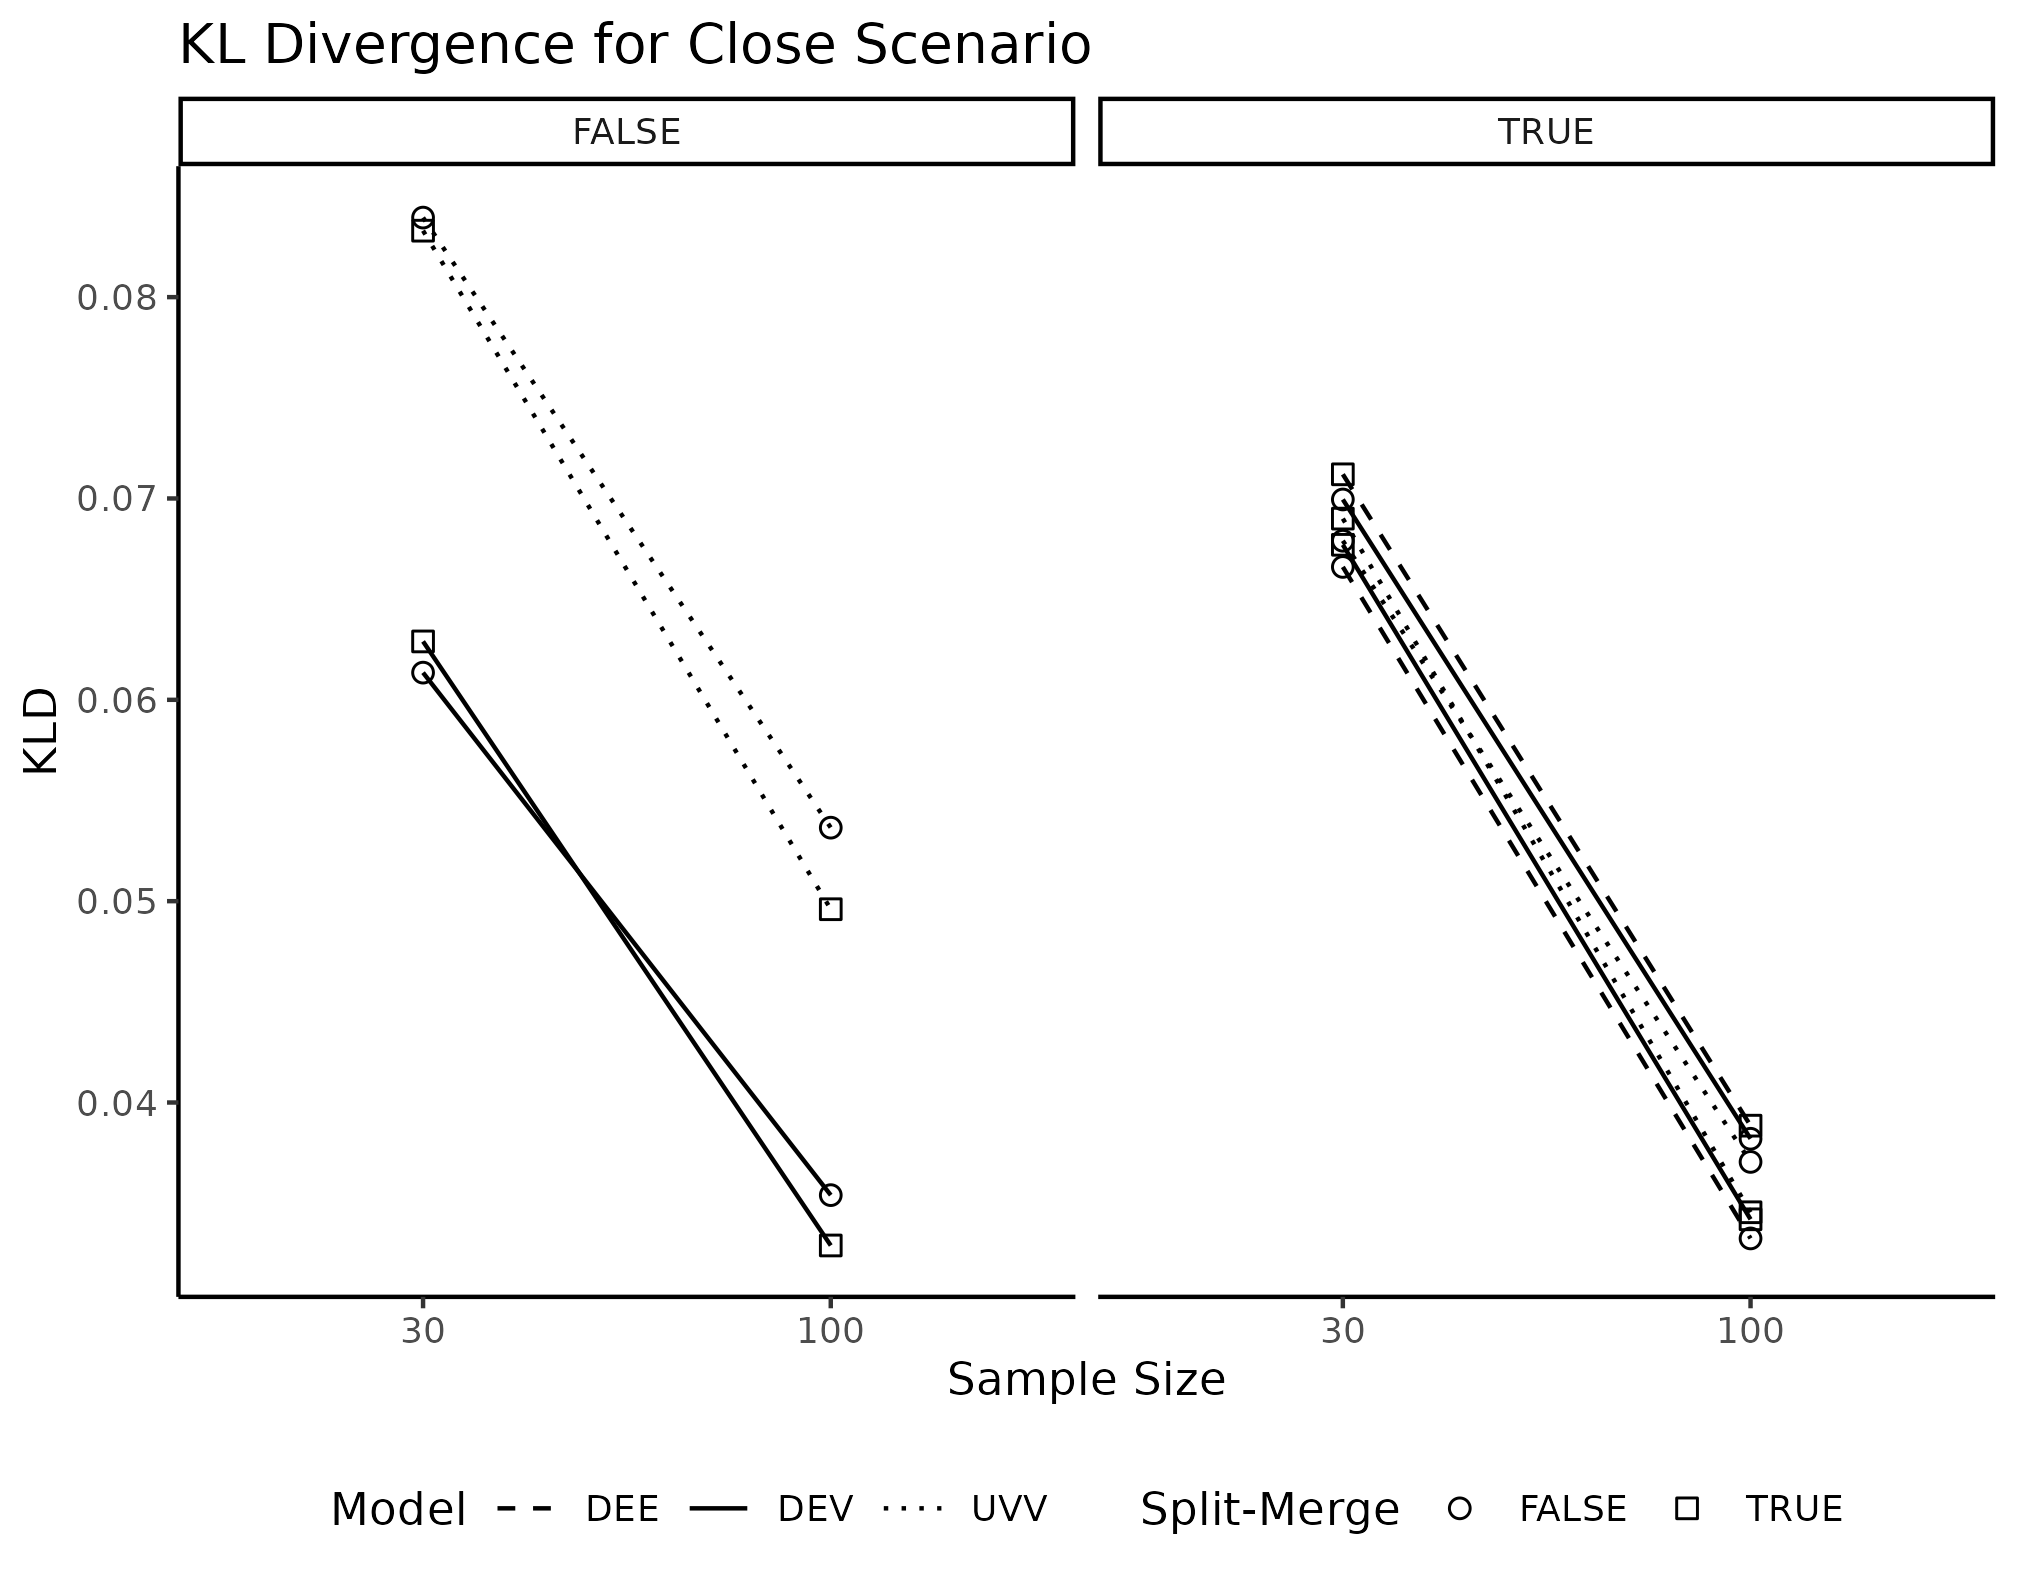 KL Divergence for Close Scenario
FALSE TRUE
0.08
0.07
0.06
0.05
0.04
KLD
30 100 30 100
Sample Size
Model DEE DEV UVV Split-Merge FALSE TRUE